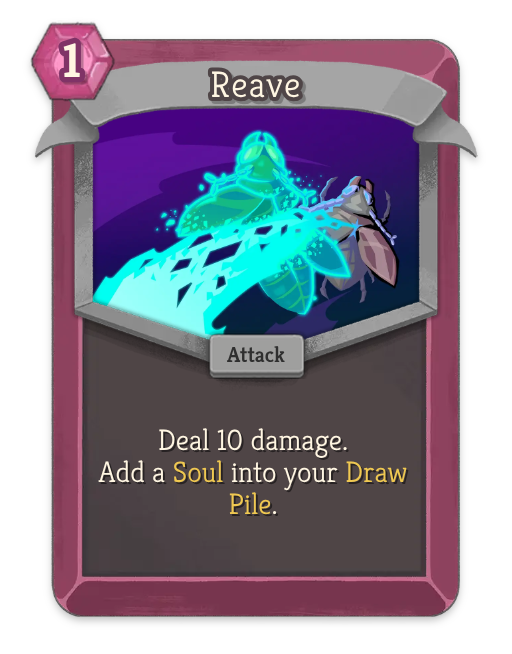 1
Reave
Attack
Deal 10 damage.
Add a Soul into your Draw
Pile.